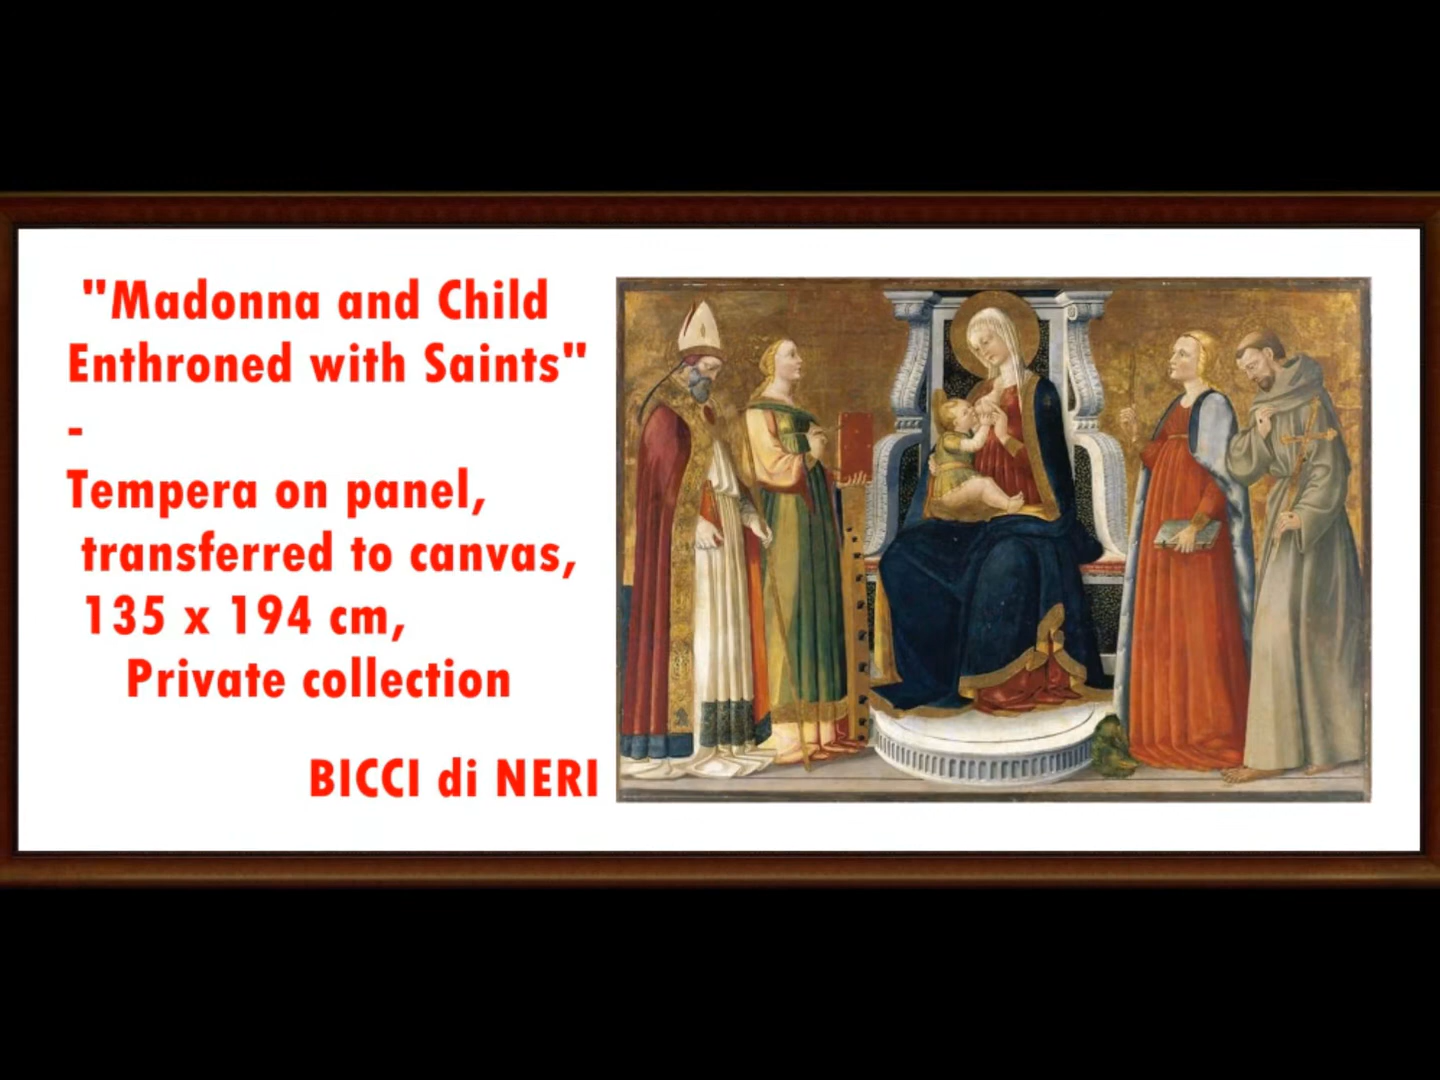 "Madonna and Child
Enthroned with Saints"
-
Tempera on panel,
transferred to canvas,
135 x 194 cm,
Private collection
BICCI di NERI